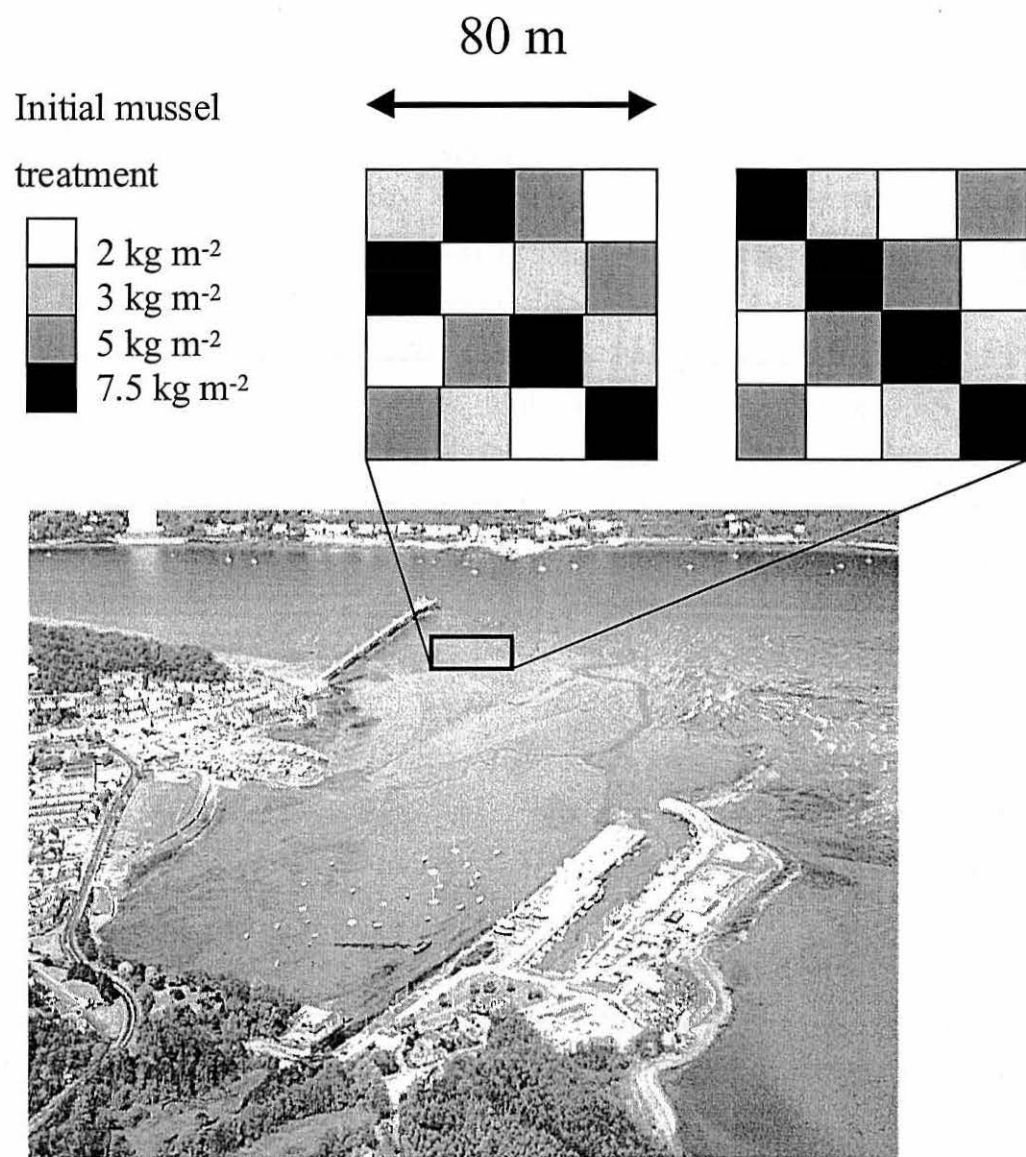 80 m
Initial mussel
treatment
2 kg m⁻²
3 kg m⁻²
5 kg m⁻²
7.5 kg m⁻²